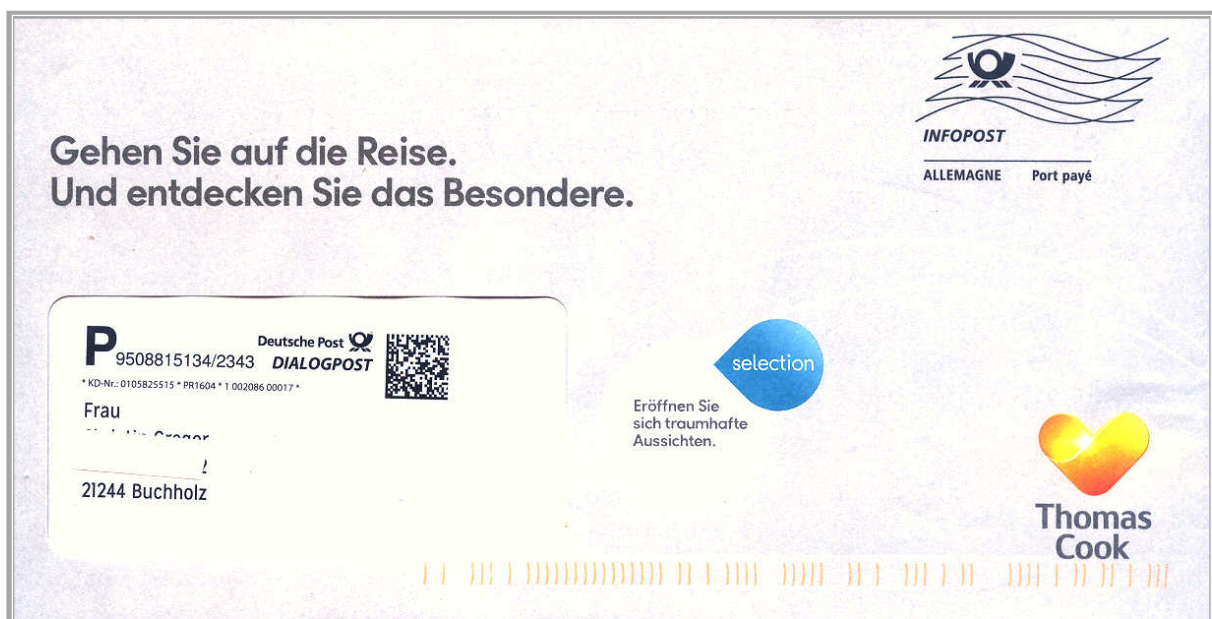 INFOPOST
ALLEMAGNE Port payé
Gehen Sie auf die Reise.
Und entdecken Sie das Besondere.
Deutsche Post
P 9508815134/2343 DIALOGPOST
* KD-Nr.: 0105825515 * PR1604 * 1 002086 00017 *
Frau
21244 Buchholz
selection
Eröffnen Sie
sich traumhafte
Aussichten.
Thomas
Cook